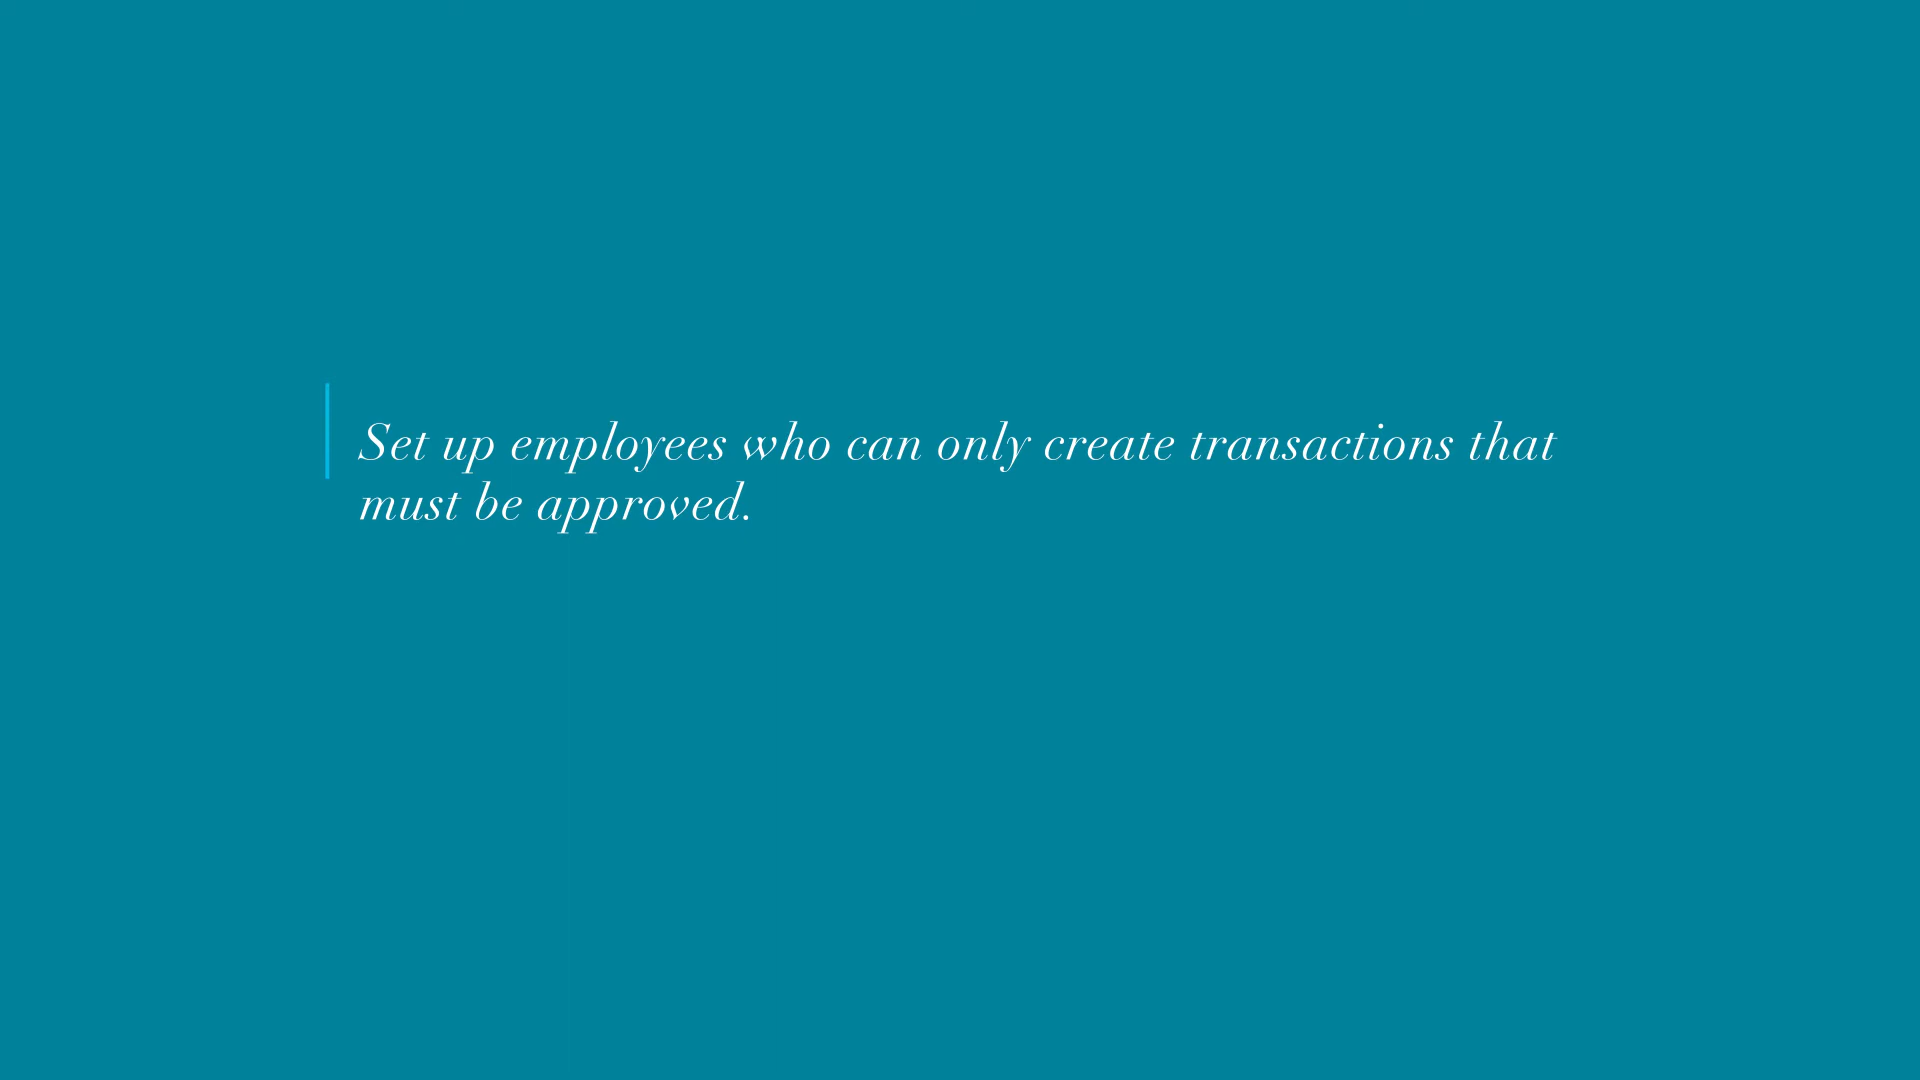 Set up employees who can only create transactions that
must be approved.